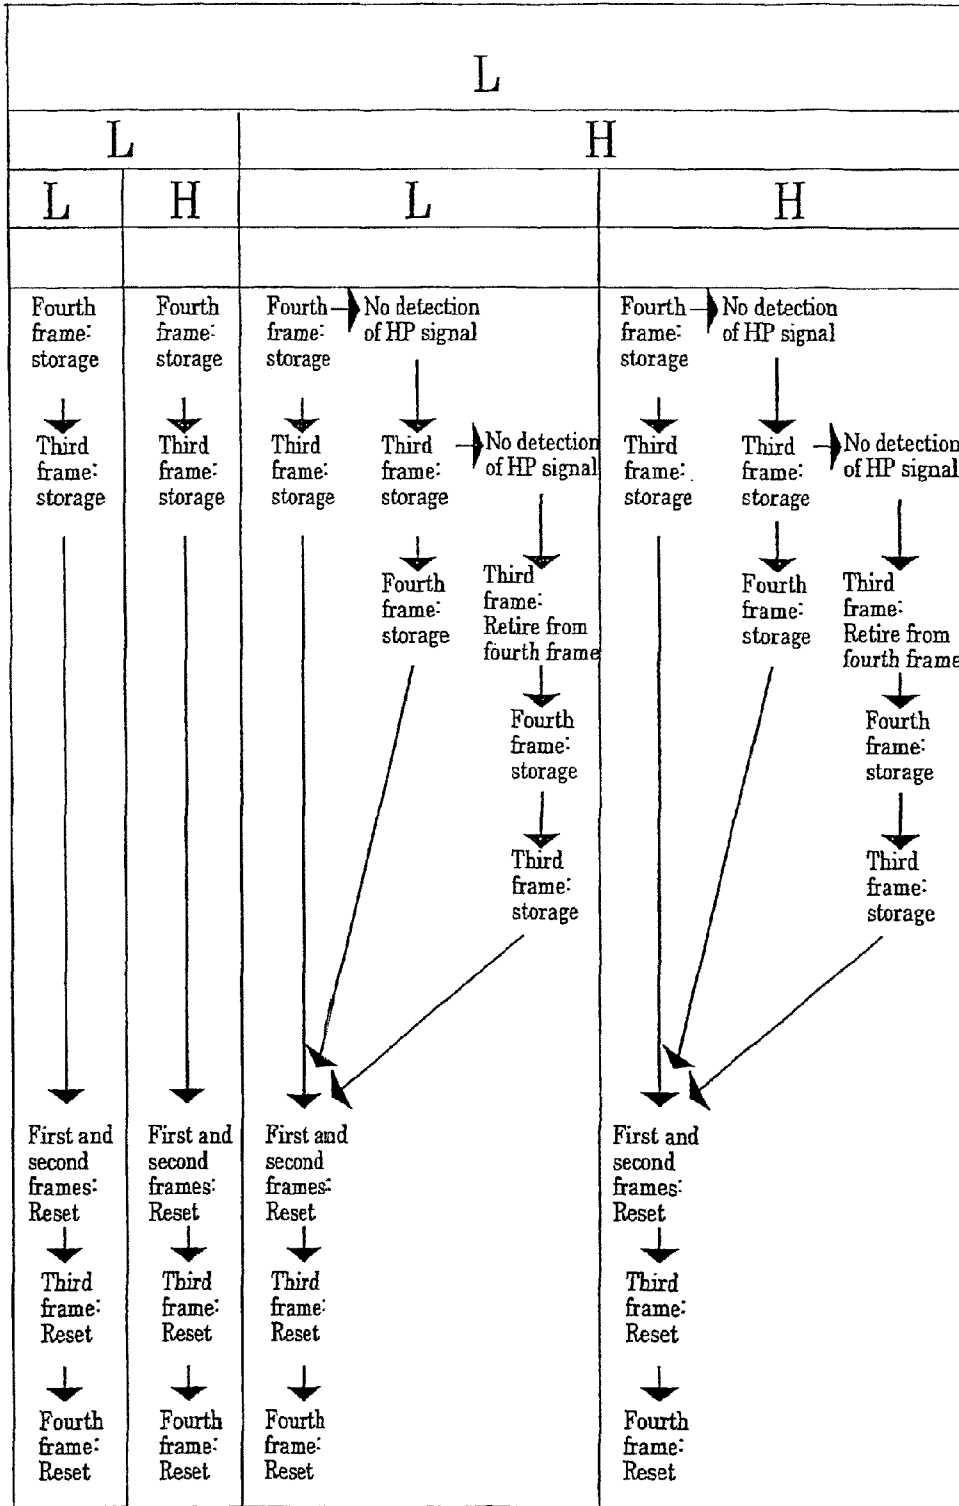 L
L
H
L
H
L
H
Fourth
frame:
storage
Third
frame:
storage
First and
second
frames:
Reset
Third
frame:
Reset
Fourth
frame:
Reset
Fourth
frame:
storage
Third
frame:
storage
First and
second
frames:
Reset
Third
frame:
Reset
Fourth
frame:
Reset
Fourth
frame:
storage
Third
frame:
storage
No detection
of HP signal
Third
frame:
storage
Fourth
frame:
storage
No detection
of HP signal
Third
frame:
Retire from
fourth frame
Fourth
frame:
storage
Third
frame:
storage
First and
second
frames:
Reset
Third
frame:
Reset
Fourth
frame:
Reset
Fourth
frame:
storage
Third
frame:
storage
No detection
of HP signal
Third
frame:
storage
Fourth
frame:
storage
No detection
of HP signal
Third
frame:
Retire from
fourth frame
Fourth
frame:
storage
Third
frame:
storage
First and
second
frames:
Reset
Third
frame:
Reset
Fourth
frame:
Reset